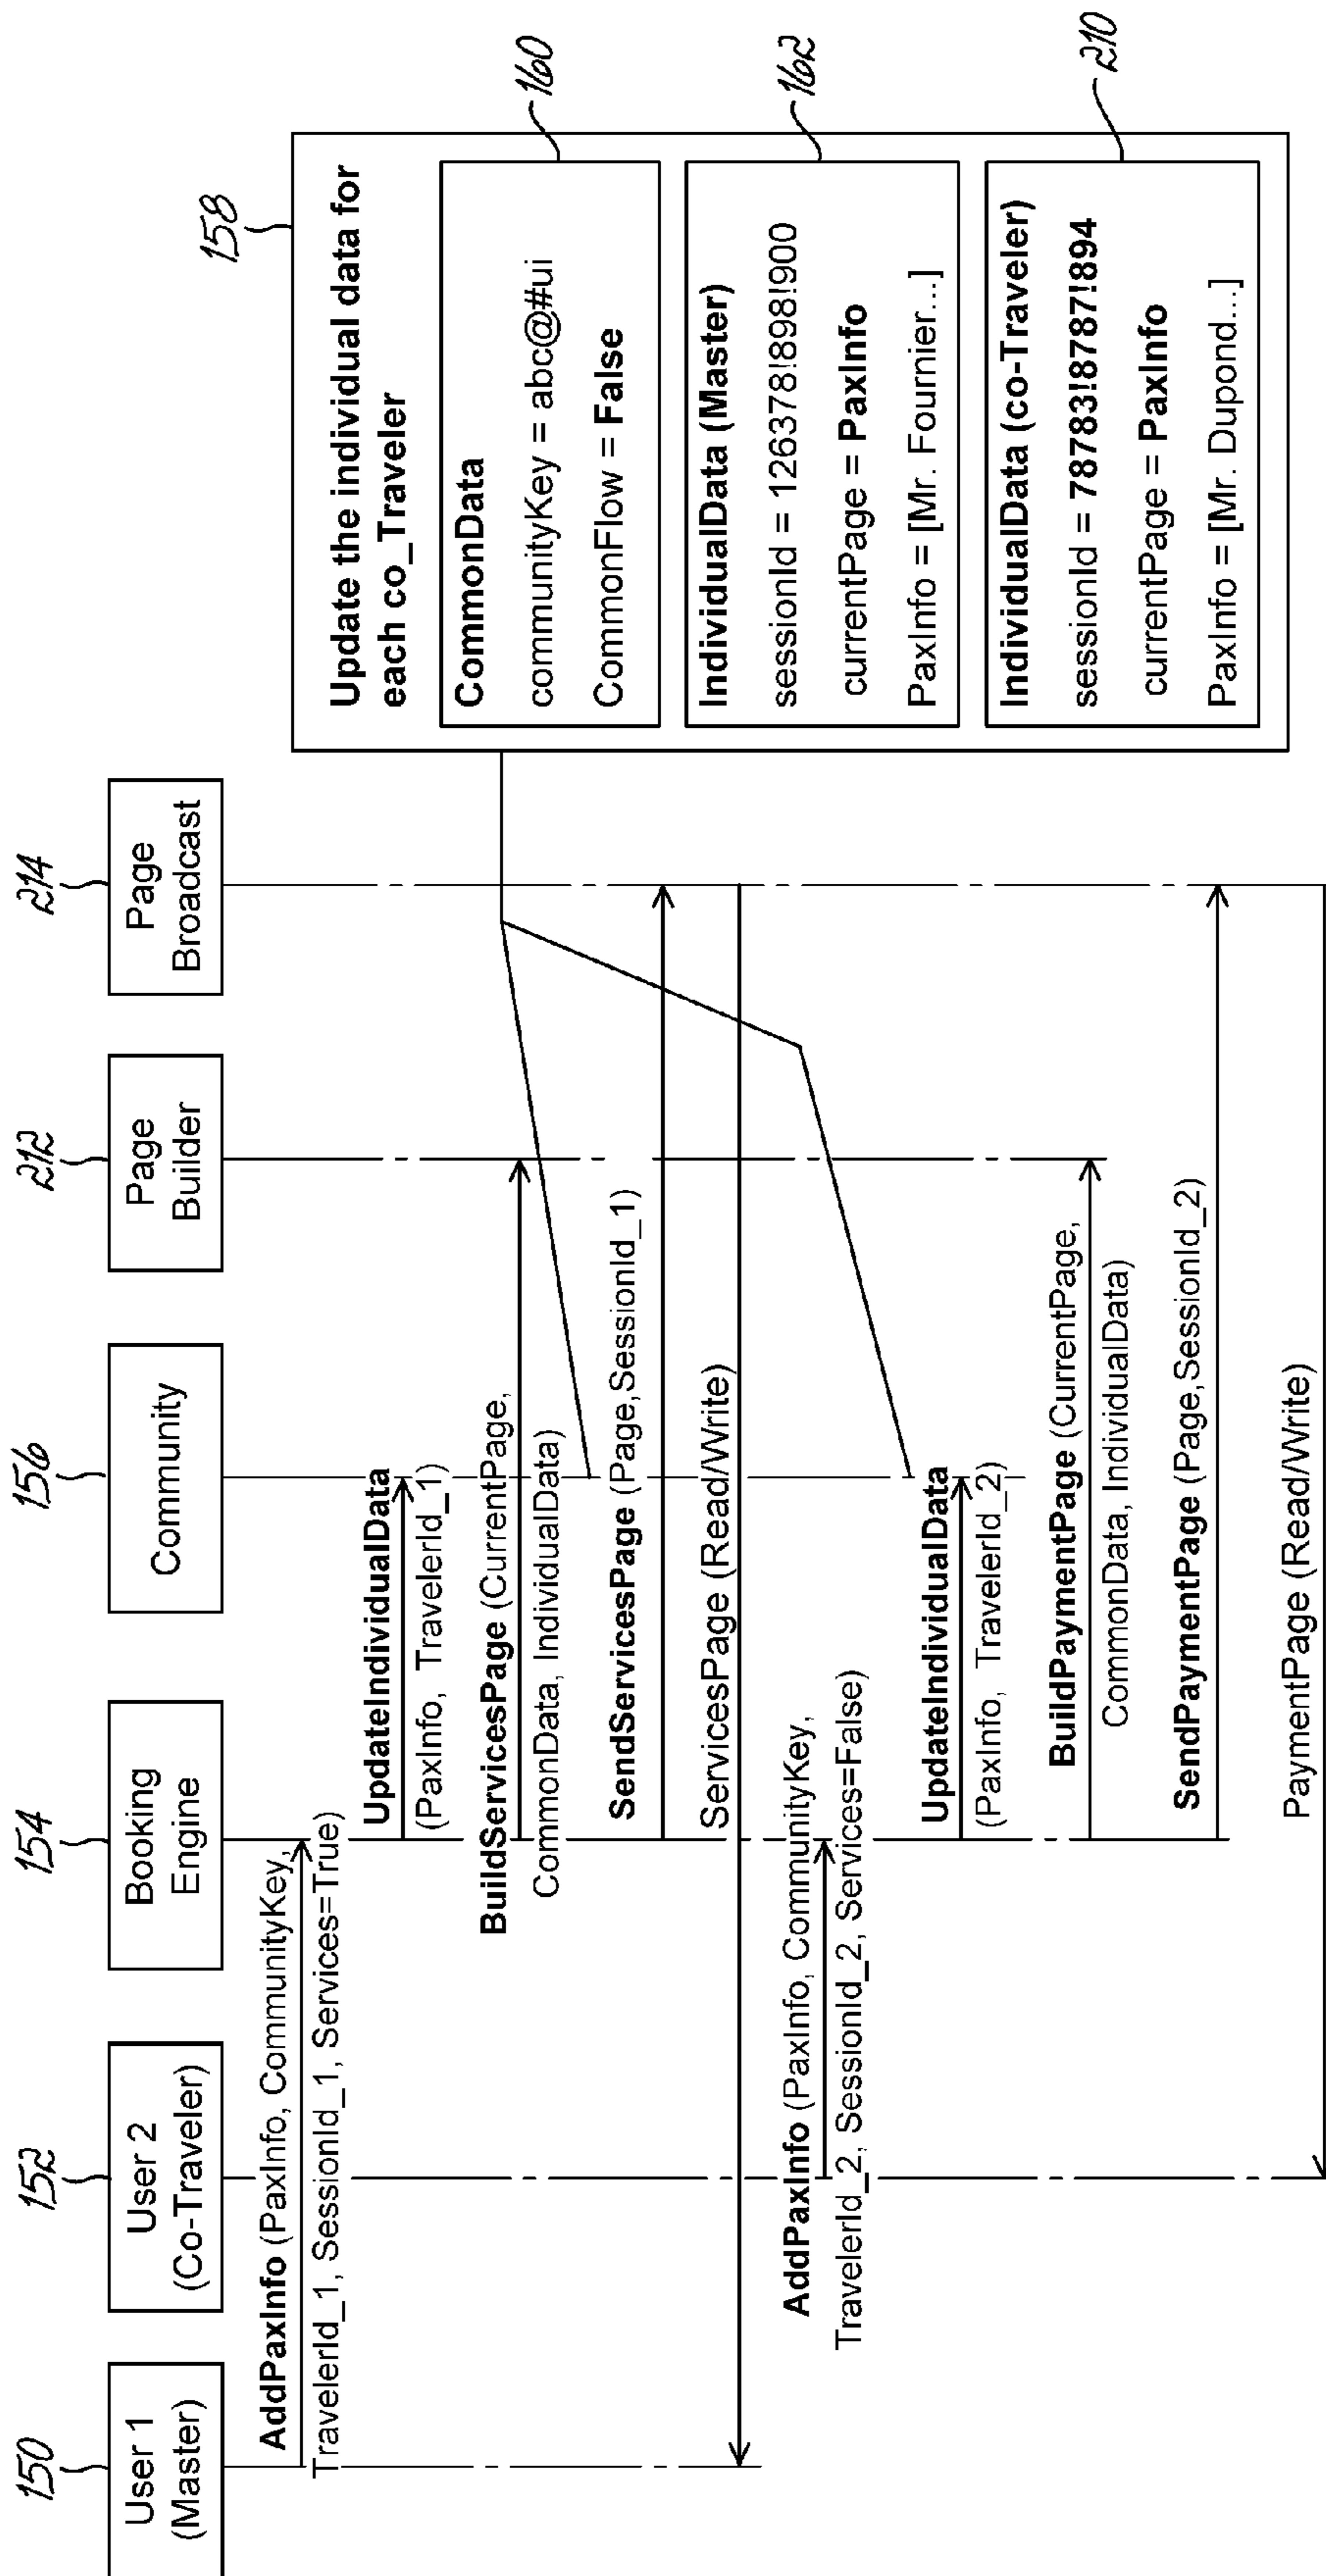 150
User 1
(Master)
152
User 2
(Co-Traveler)
154
Booking
Engine
156
Community
212
Page
Builder
214
Page
Broadcast
AddPaxInfo (PaxInfo, CommunityKey,
TravelerId_1, SessionId_1, Services=True)
UpdateIndividualData
(PaxInfo, TravelerId_1)
BuildServicesPage (CurrentPage,
CommonData, IndividualData)
SendServicesPage (Page,SessionId_1)
ServicesPage (Read/Write)
AddPaxInfo (PaxInfo, CommunityKey,
TravelerId_2, SessionId_2, Services=False)
UpdateIndividualData
(PaxInfo, TravelerId_2)
BuildPaymentPage (CurrentPage,
CommonData, IndividualData)
SendPaymentPage (Page,SessionId_2)
PaymentPage (Read/Write)
158
Update the individual data for
each co_Traveler
160
CommonData
communityKey = abc@#ui
CommonFlow = False
162
IndividualData (Master)
sessionId = 126378!898!900
currentPage = PaxInfo
PaxInfo = [Mr. Fournier...]
210
IndividualData (co-Traveler)
sessionId = 78783!8787!894
currentPage = PaxInfo
PaxInfo = [Mr. Dupond...]